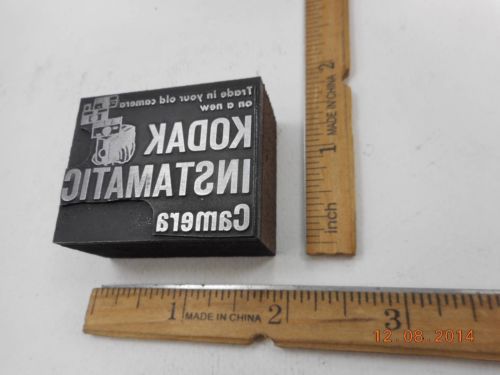 Trade in your old camera
on a new
KODAK
INSTAMATIC
Camera
inch 1 MADE IN CHINA 2
1 MADE IN CHINA 2 3
12.08.2014